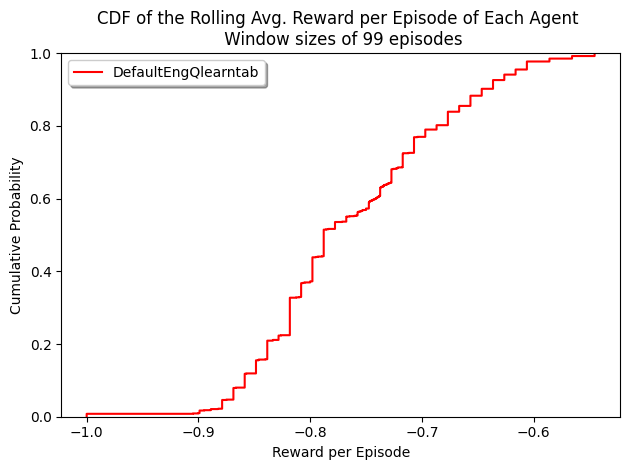 CDF of the Rolling Avg. Reward per Episode of Each Agent
Window sizes of 99 episodes
DefaultEngQlearntab
1.0
0.8
0.6
0.4
0.2
0.0
Cumulative Probability
−1.0 −0.9 −0.8 −0.7 −0.6
Reward per Episode